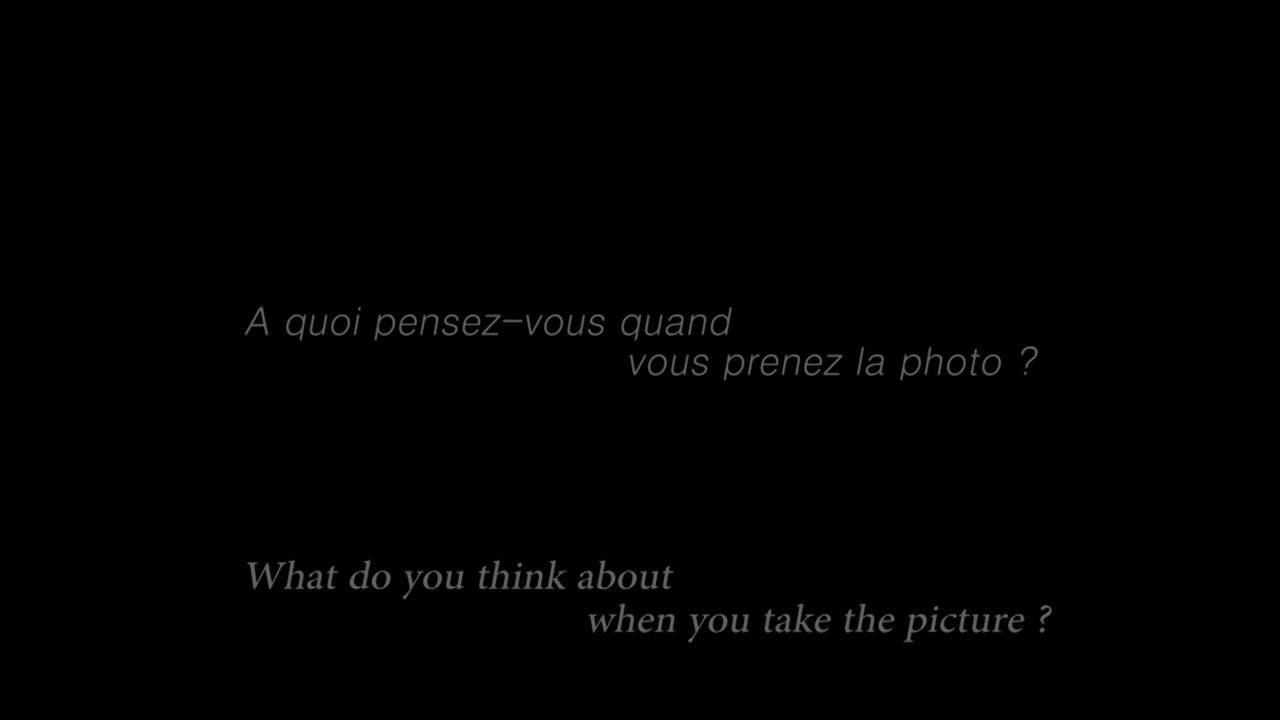 A quoi pensez-vous quand
vous prenez la photo ?
What do you think about
when you take the picture ?